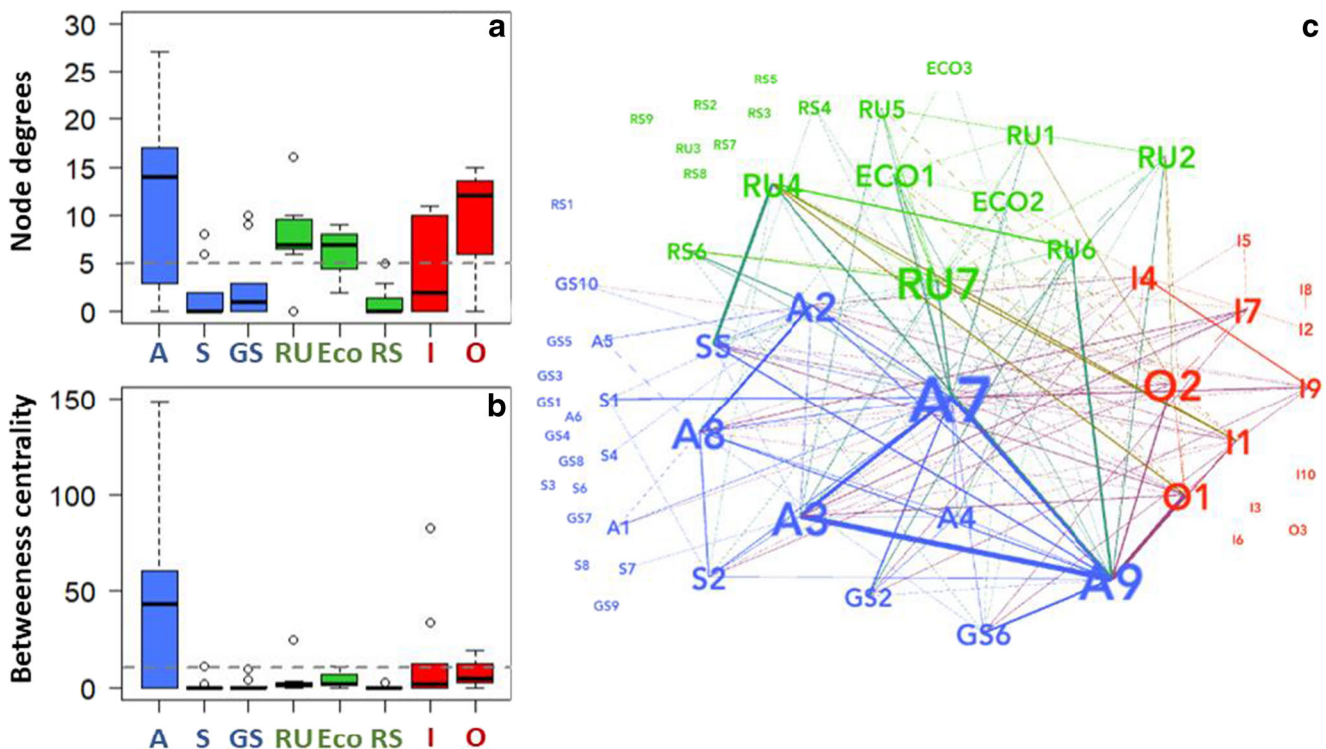 a
Node degrees
30
25
20
15
10
5
0
A S GS RU Eco RS I O
b
Betweeness centrality
150
100
50
0
A S GS RU Eco RS I O
c
ECO3
RS5
RS2
RS3
RS4
RU5
RS9
RU1
RU3
RS7
RU2
RS8
RU4
ECO1
ECO2
RS1
I5
RS6
RU6
RU7
I4
GS10
I8
A2
I7
I2
GS5
A5
S5
GS3
O2
I9
GS1
S1
A7
A6
GS4
A8
I1
S4
GS8
I10
S3
S6
O1
I3
GS7
A1
A3
A4
O3
I6
S8
S7
S2
A9
GS9
GS2
GS6